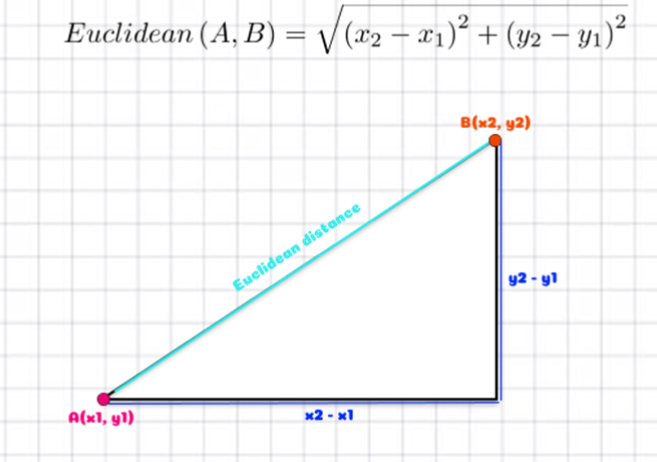 Euclidean (A, B) = √(x₂ − x₁)² + (y₂ − y₁)²
B(x2, y2)
Euclidean distance
y2 - y1
A(x1, y1)
x2 - x1